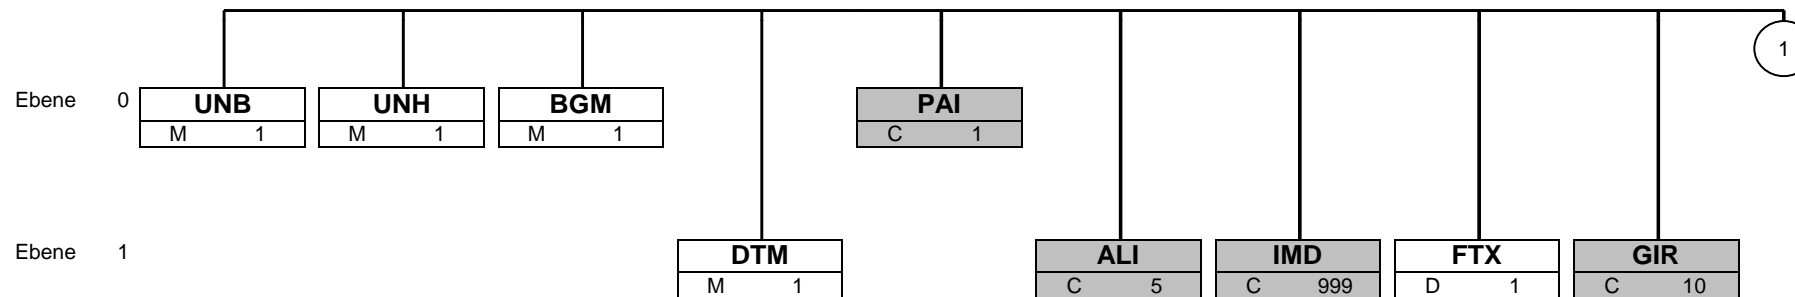 1
Ebene 0 UNB UNH BGM PAI
M 1 M 1 M 1 C 1
Ebene 1 DTM ALI IMD FTX GIR
M 1 C 5 C 999 D 1 C 10